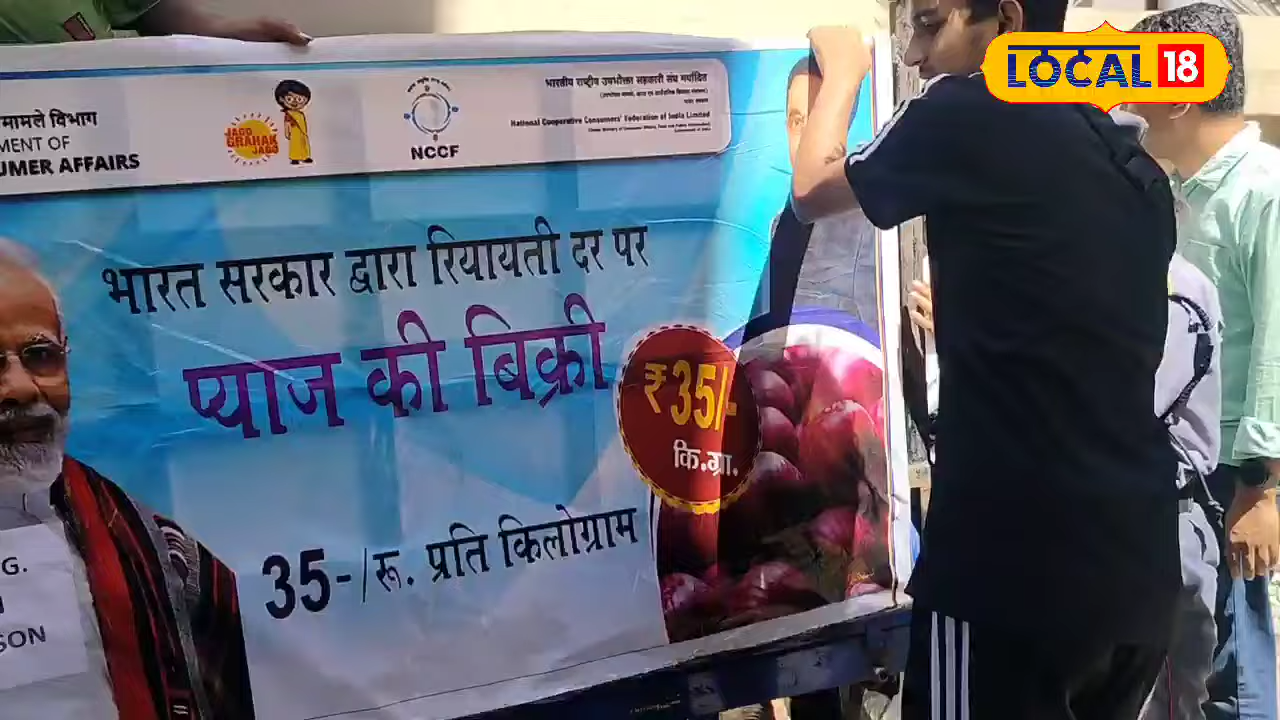 LOCAL 18
मामले विभाग
MENT OF
UMER AFFAIRS
JAGO
GRAHAK
JAGO
NCCF
भारतीय राष्ट्रीय उपभोक्ता सहकारी संघ मर्यादित
National Cooperative Consumers' Federation of India Limited
भारत सरकार द्वारा रियायती दर पर
प्याज की बिक्री
₹35/-
कि.ग्रा.
35-/रू. प्रति किलोग्राम
G.
SON